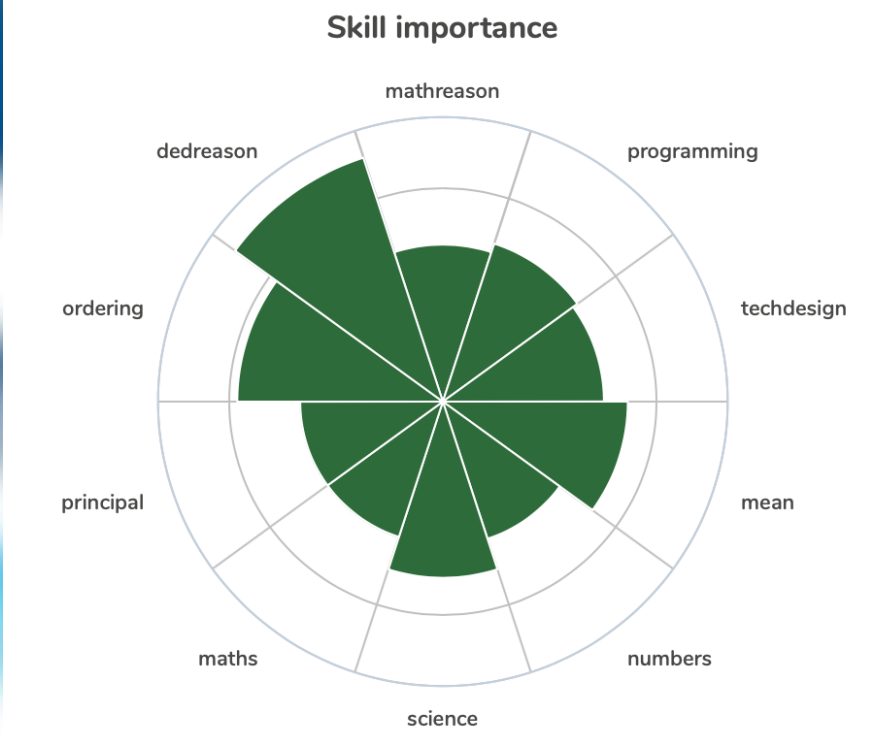 Skill importance
mathreason
dedreason
programming
ordering
techdesign
principal
mean
maths
numbers
science